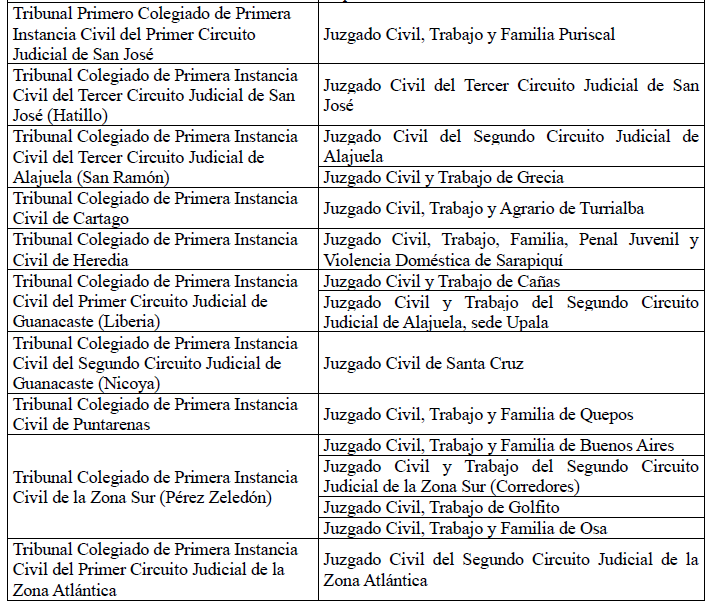 Tribunal Primero Colegiado de Primera
Instancia Civil del Primer Circuito
Judicial de San José
Juzgado Civil, Trabajo y Familia Puriscal
Tribunal Colegiado de Primera Instancia
Civil del Tercer Circuito Judicial de San
José (Hatillo)
Juzgado Civil del Tercer Circuito Judicial de San
José
Tribunal Colegiado de Primera Instancia
Civil del Tercer Circuito Judicial de
Alajuela (San Ramón)
Juzgado Civil del Segundo Circuito Judicial de
Alajuela
Juzgado Civil y Trabajo de Grecia
Tribunal Colegiado de Primera Instancia
Civil de Cartago
Juzgado Civil, Trabajo y Agrario de Turrialba
Tribunal Colegiado de Primera Instancia
Civil de Heredia
Juzgado Civil, Trabajo, Familia, Penal Juvenil y
Violencia Doméstica de Sarapiquí
Tribunal Colegiado de Primera Instancia
Civil del Primer Circuito Judicial de
Guanacaste (Liberia)
Juzgado Civil y Trabajo de Cañas
Juzgado Civil y Trabajo del Segundo Circuito
Judicial de Alajuela, sede Upala
Tribunal Colegiado de Primera Instancia
Civil del Segundo Circuito Judicial de
Guanacaste (Nicoya)
Juzgado Civil de Santa Cruz
Tribunal Colegiado de Primera Instancia
Civil de Puntarenas
Juzgado Civil, Trabajo y Familia de Quepos
Tribunal Colegiado de Primera Instancia
Civil de la Zona Sur (Pérez Zeledón)
Juzgado Civil, Trabajo y Familia de Buenos Aires
Juzgado Civil y Trabajo del Segundo Circuito
Judicial de la Zona Sur (Corredores)
Juzgado Civil, Trabajo de Golfito
Juzgado Civil, Trabajo y Familia de Osa
Tribunal Colegiado de Primera Instancia
Civil del Primer Circuito Judicial de la
Zona Atlántica
Juzgado Civil del Segundo Circuito Judicial de la
Zona Atlántica